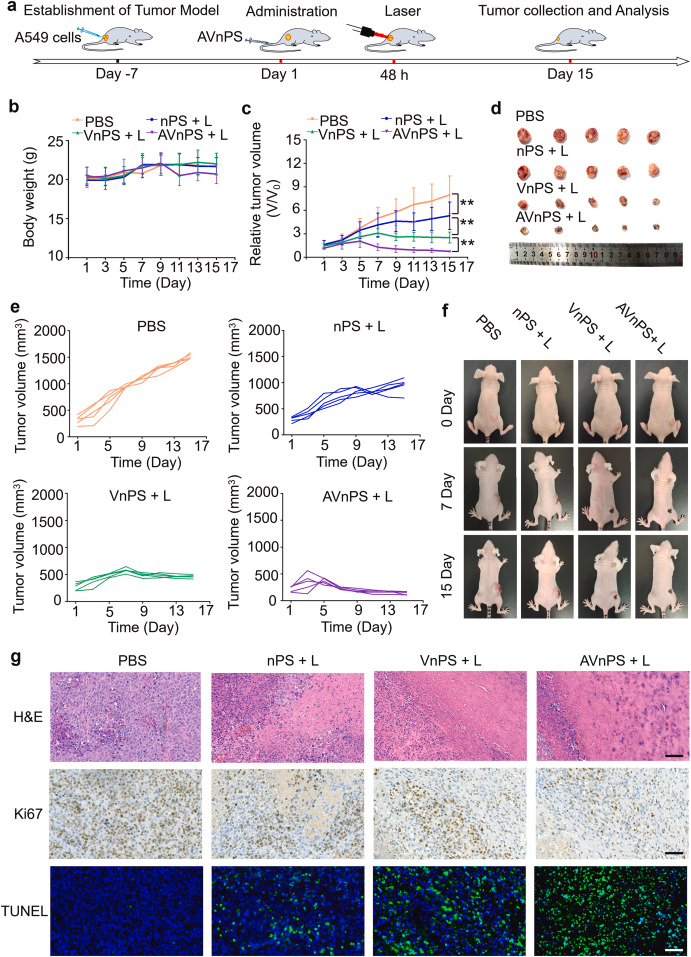 a
Establishment of Tumor Model
Administration
Laser
Tumor collection and Analysis
A549 cells
AVnPS
Day -7
Day 1
48 h
Day 15
b
PBS
nPS + L
VnPS + L
AVnPS + L
Body weight (g)
25
20
15
10
1 3 5 7 9 11 13 15 17
Time (Day)
c
PBS
nPS + L
VnPS + L
AVnPS + L
Relative tumor volume
(V/V0)
15
12
9
6
3
0
**
**
**
1 3 5 7 9 11 13 15 17
Time (Day)
d
PBS
nPS + L
VnPS + L
AVnPS + L
e
PBS
Tumor volume (mm³)
2000
1500
1000
500
0
1 5 9 13 17
Time (Day)
nPS + L
Tumor volume (mm³)
2000
1500
1000
500
0
1 5 9 13 17
Time (Day)
VnPS + L
Tumor volume (mm³)
2000
1500
1000
500
0
1 5 9 13 17
Time (Day)
AVnPS + L
Tumor volume (mm³)
2000
1500
1000
500
0
1 5 9 13 17
Time (Day)
f
PBS
nPS + L
VnPS + L
AVnPS+ L
0 Day
7 Day
15 Day
g
PBS
nPS + L
VnPS + L
AVnPS + L
H&E
Ki67
TUNEL